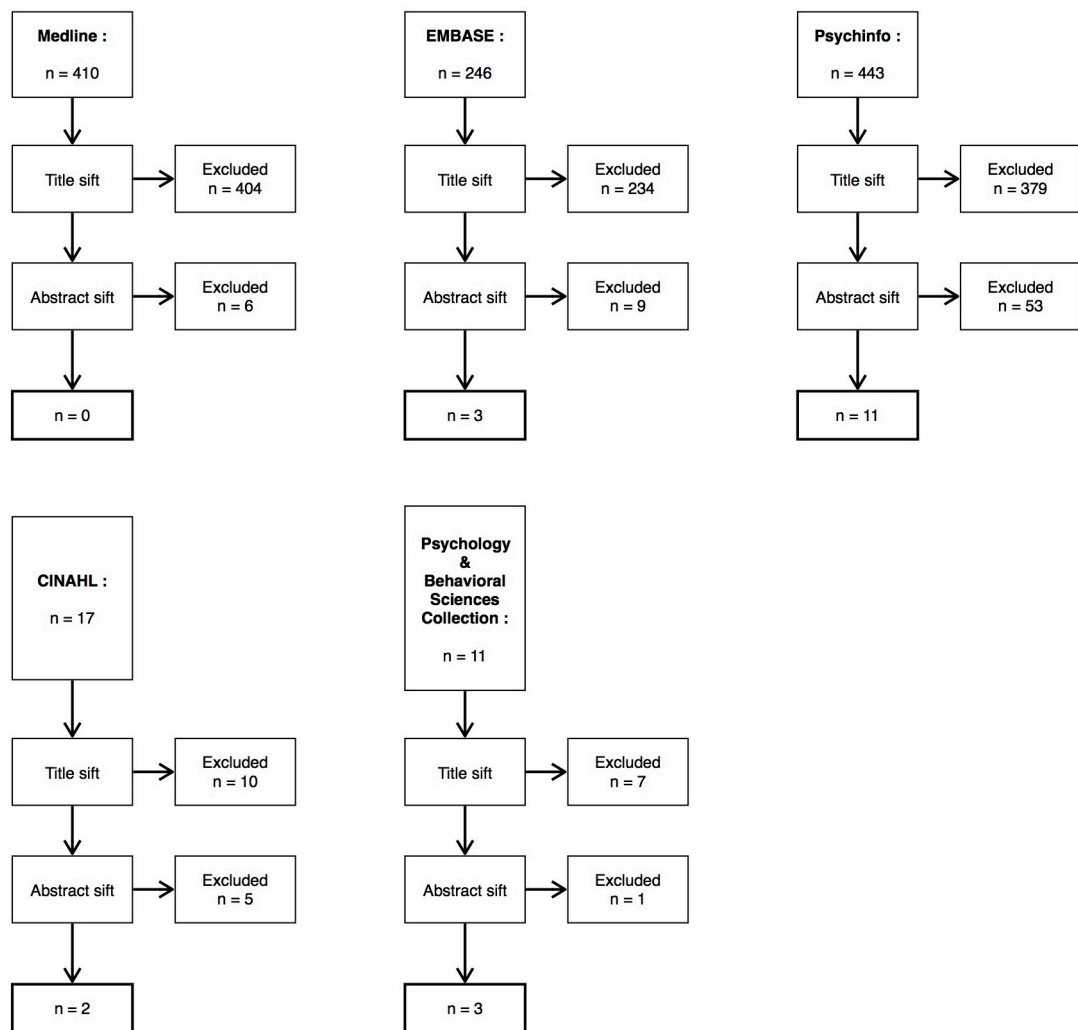 Medline :
n = 410
Title sift
Excluded
n = 404
Abstract sift
Excluded
n = 6
n = 0
EMBASE :
n = 246
Title sift
Excluded
n = 234
Abstract sift
Excluded
n = 9
n = 3
Psychinfo :
n = 443
Title sift
Excluded
n = 379
Abstract sift
Excluded
n = 53
n = 11
CINAHL :
n = 17
Title sift
Excluded
n = 10
Abstract sift
Excluded
n = 5
n = 2
Psychology
&
Behavioral
Sciences
Collection :
n = 11
Title sift
Excluded
n = 7
Abstract sift
Excluded
n = 1
n = 3